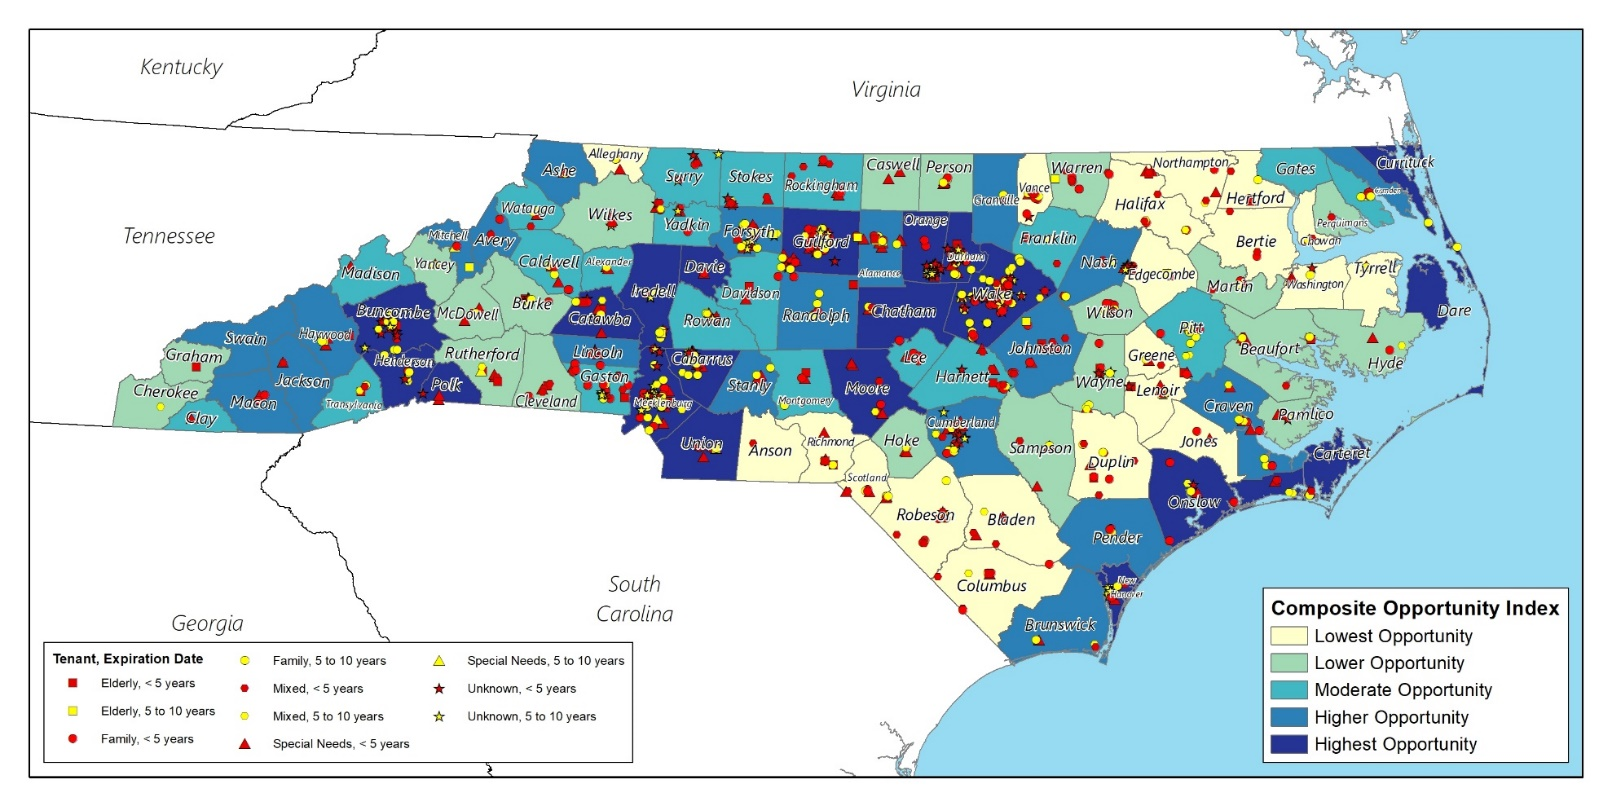 Kentucky
Virginia
Tennessee
Georgia
South
Carolina
Ashe
Alleghany
Surry
Stokes
Rockingham
Caswell
Person
Granville
Vance
Warren
Northampton
Gates
Currituck
Camden
Hertford
Halifax
Watauga
Wilkes
Yadkin
Forsyth
Guilford
Orange
Durham
Franklin
Bertie
Perquimans
Chowan
Mitchell
Avery
Yancey
Caldwell
Alexander
Davie
Alamance
Nash
Edgecombe
Martin
Washington
Tyrrell
Dare
Madison
Iredell
Davidson
Wake
Buncombe
McDowell
Burke
Catawba
Rowan
Randolph
Chatham
Wilson
Pitt
Beaufort
Hyde
Swain
Haywood
Graham
Henderson
Rutherford
Lincoln
Cabarrus
Lee
Johnston
Greene
Cherokee
Jackson
Polk
Cleveland
Gaston
Stanly
Moore
Harnett
Wayne
Lenoir
Clay
Macon
Transylvania
Mecklenburg
Montgomery
Cumberland
Craven
Pamlico
Union
Anson
Richmond
Hoke
Sampson
Duplin
Jones
Carteret
Scotland
Robeson
Bladen
Onslow
Pender
Columbus
New
Hanover
Brunswick
Tenant, Expiration Date
Elderly, < 5 years
Elderly, 5 to 10 years
Family, < 5 years
Family, 5 to 10 years
Mixed, < 5 years
Mixed, 5 to 10 years
Special Needs, < 5 years
Special Needs, 5 to 10 years
Unknown, < 5 years
Unknown, 5 to 10 years
Composite Opportunity Index
Lowest Opportunity
Lower Opportunity
Moderate Opportunity
Higher Opportunity
Highest Opportunity